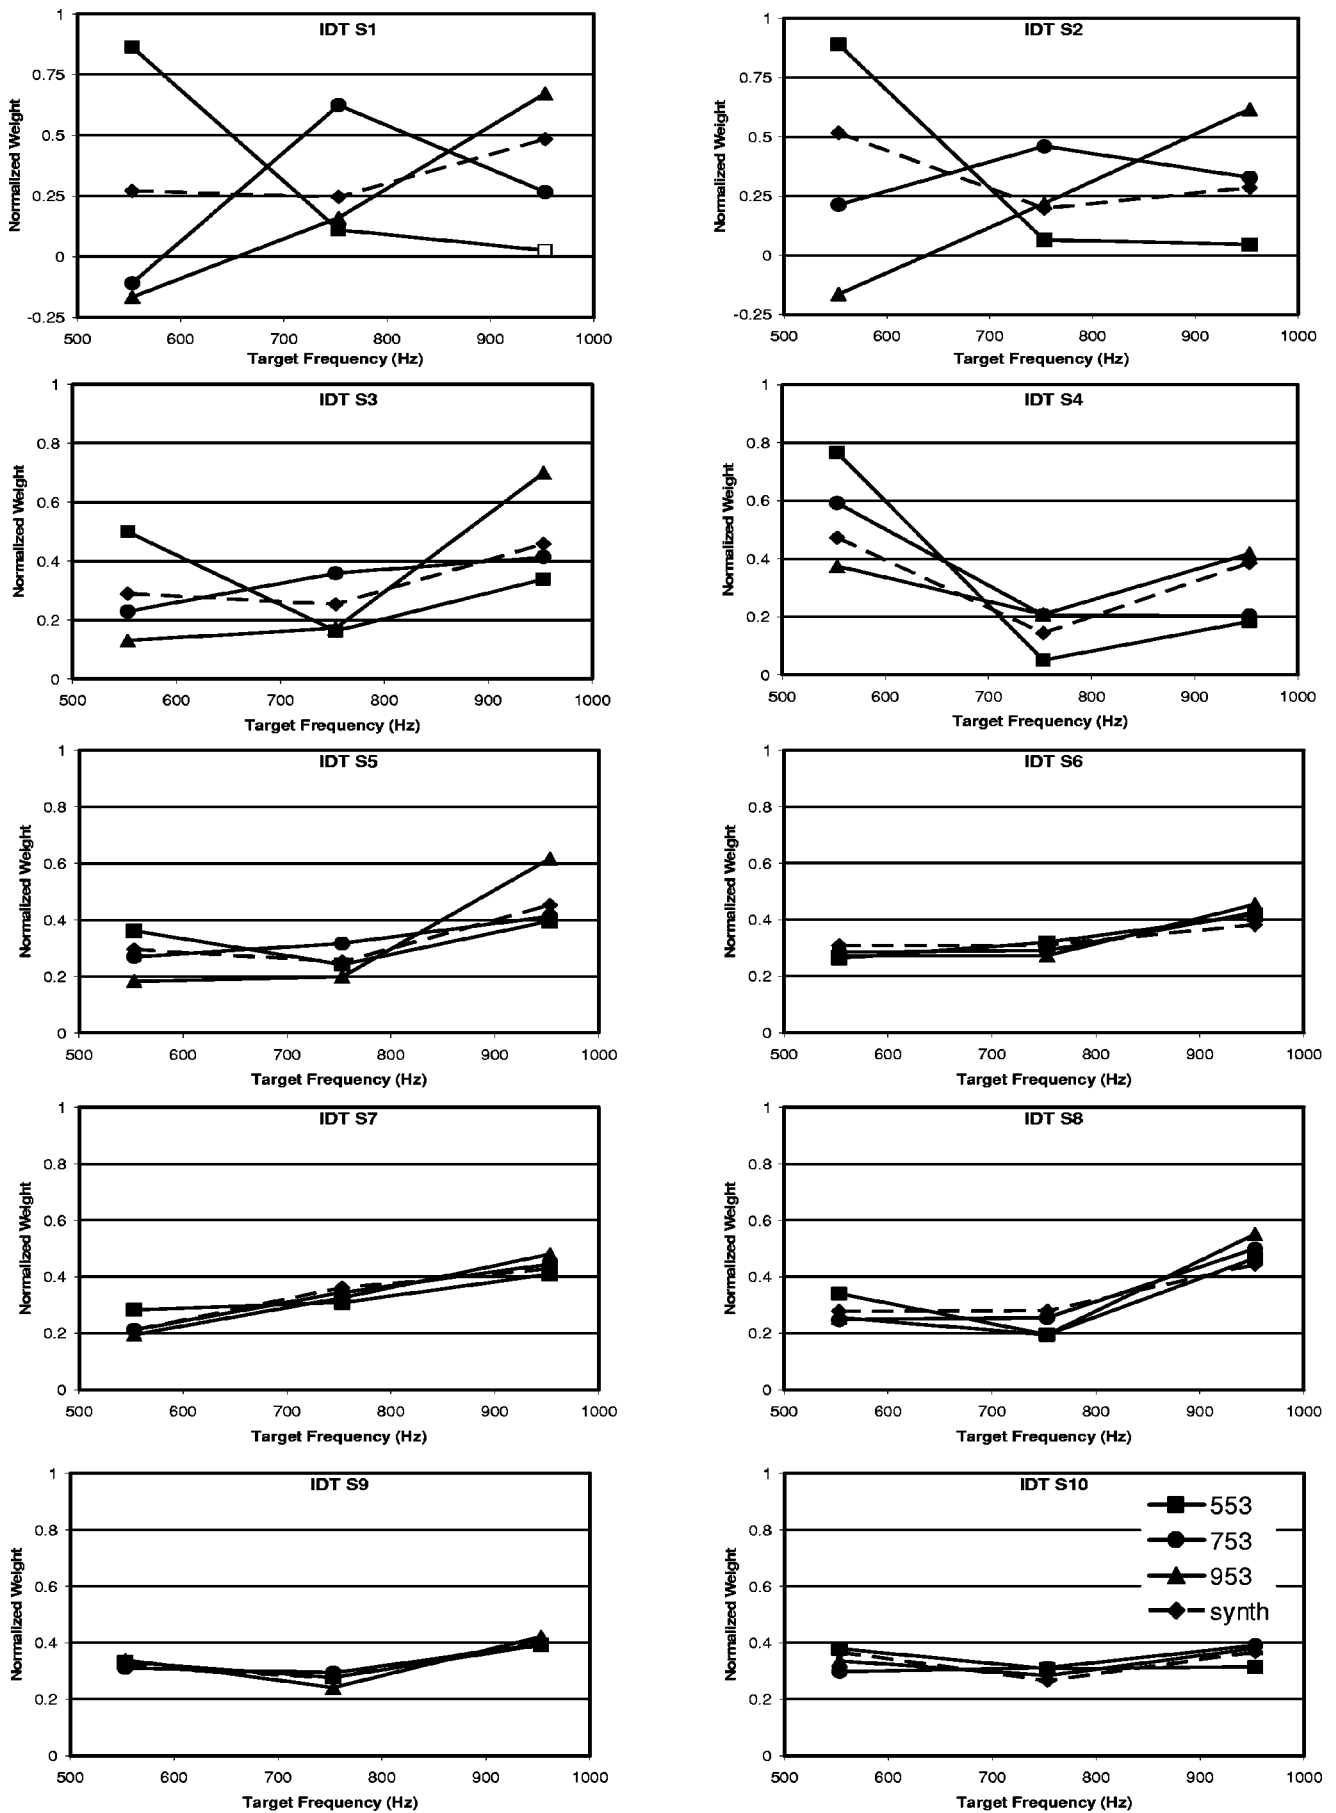 IDT S1
1
0.75
0.5
0.25
0
-0.25
Normalized Weight
500 600 700 800 900 1000
Target Frequency (Hz)
IDT S2
1
0.75
0.5
0.25
0
-0.25
Normalized Weight
500 600 700 800 900 1000
Target Frequency (Hz)
IDT S3
1
0.8
0.6
0.4
0.2
0
Normalized Weight
500 600 700 800 900 1000
Target Frequency (Hz)
IDT S4
1
0.8
0.6
0.4
0.2
0
Normalized Weight
500 600 700 800 900 1000
Target Frequency (Hz)
IDT S5
1
0.8
0.6
0.4
0.2
0
Normalized Weight
500 600 700 800 900 1000
Target Frequency (Hz)
IDT S6
1
0.8
0.6
0.4
0.2
0
Normalized Weight
500 600 700 800 900 1000
Target Frequency (Hz)
IDT S7
1
0.8
0.6
0.4
0.2
0
Normalized Weight
500 600 700 800 900 1000
Target Frequency (Hz)
IDT S8
1
0.8
0.6
0.4
0.2
0
Normalized Weight
500 600 700 800 900 1000
Target Frequency (Hz)
IDT S9
1
0.8
0.6
0.4
0.2
0
Normalized Weight
500 600 700 800 900 1000
Target Frequency (Hz)
IDT S10
1
0.8
0.6
0.4
0.2
0
Normalized Weight
500 600 700 800 900 1000
Target Frequency (Hz)
553
753
953
synth